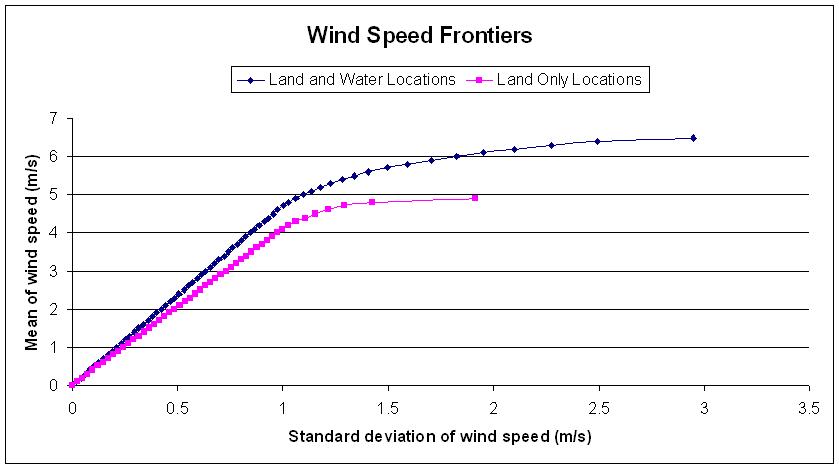 Wind Speed Frontiers
Land and Water Locations Land Only Locations
7
6
5
4
3
2
1
0
Mean of wind speed (m/s)
0 0.5 1 1.5 2 2.5 3 3.5
Standard deviation of wind speed (m/s)